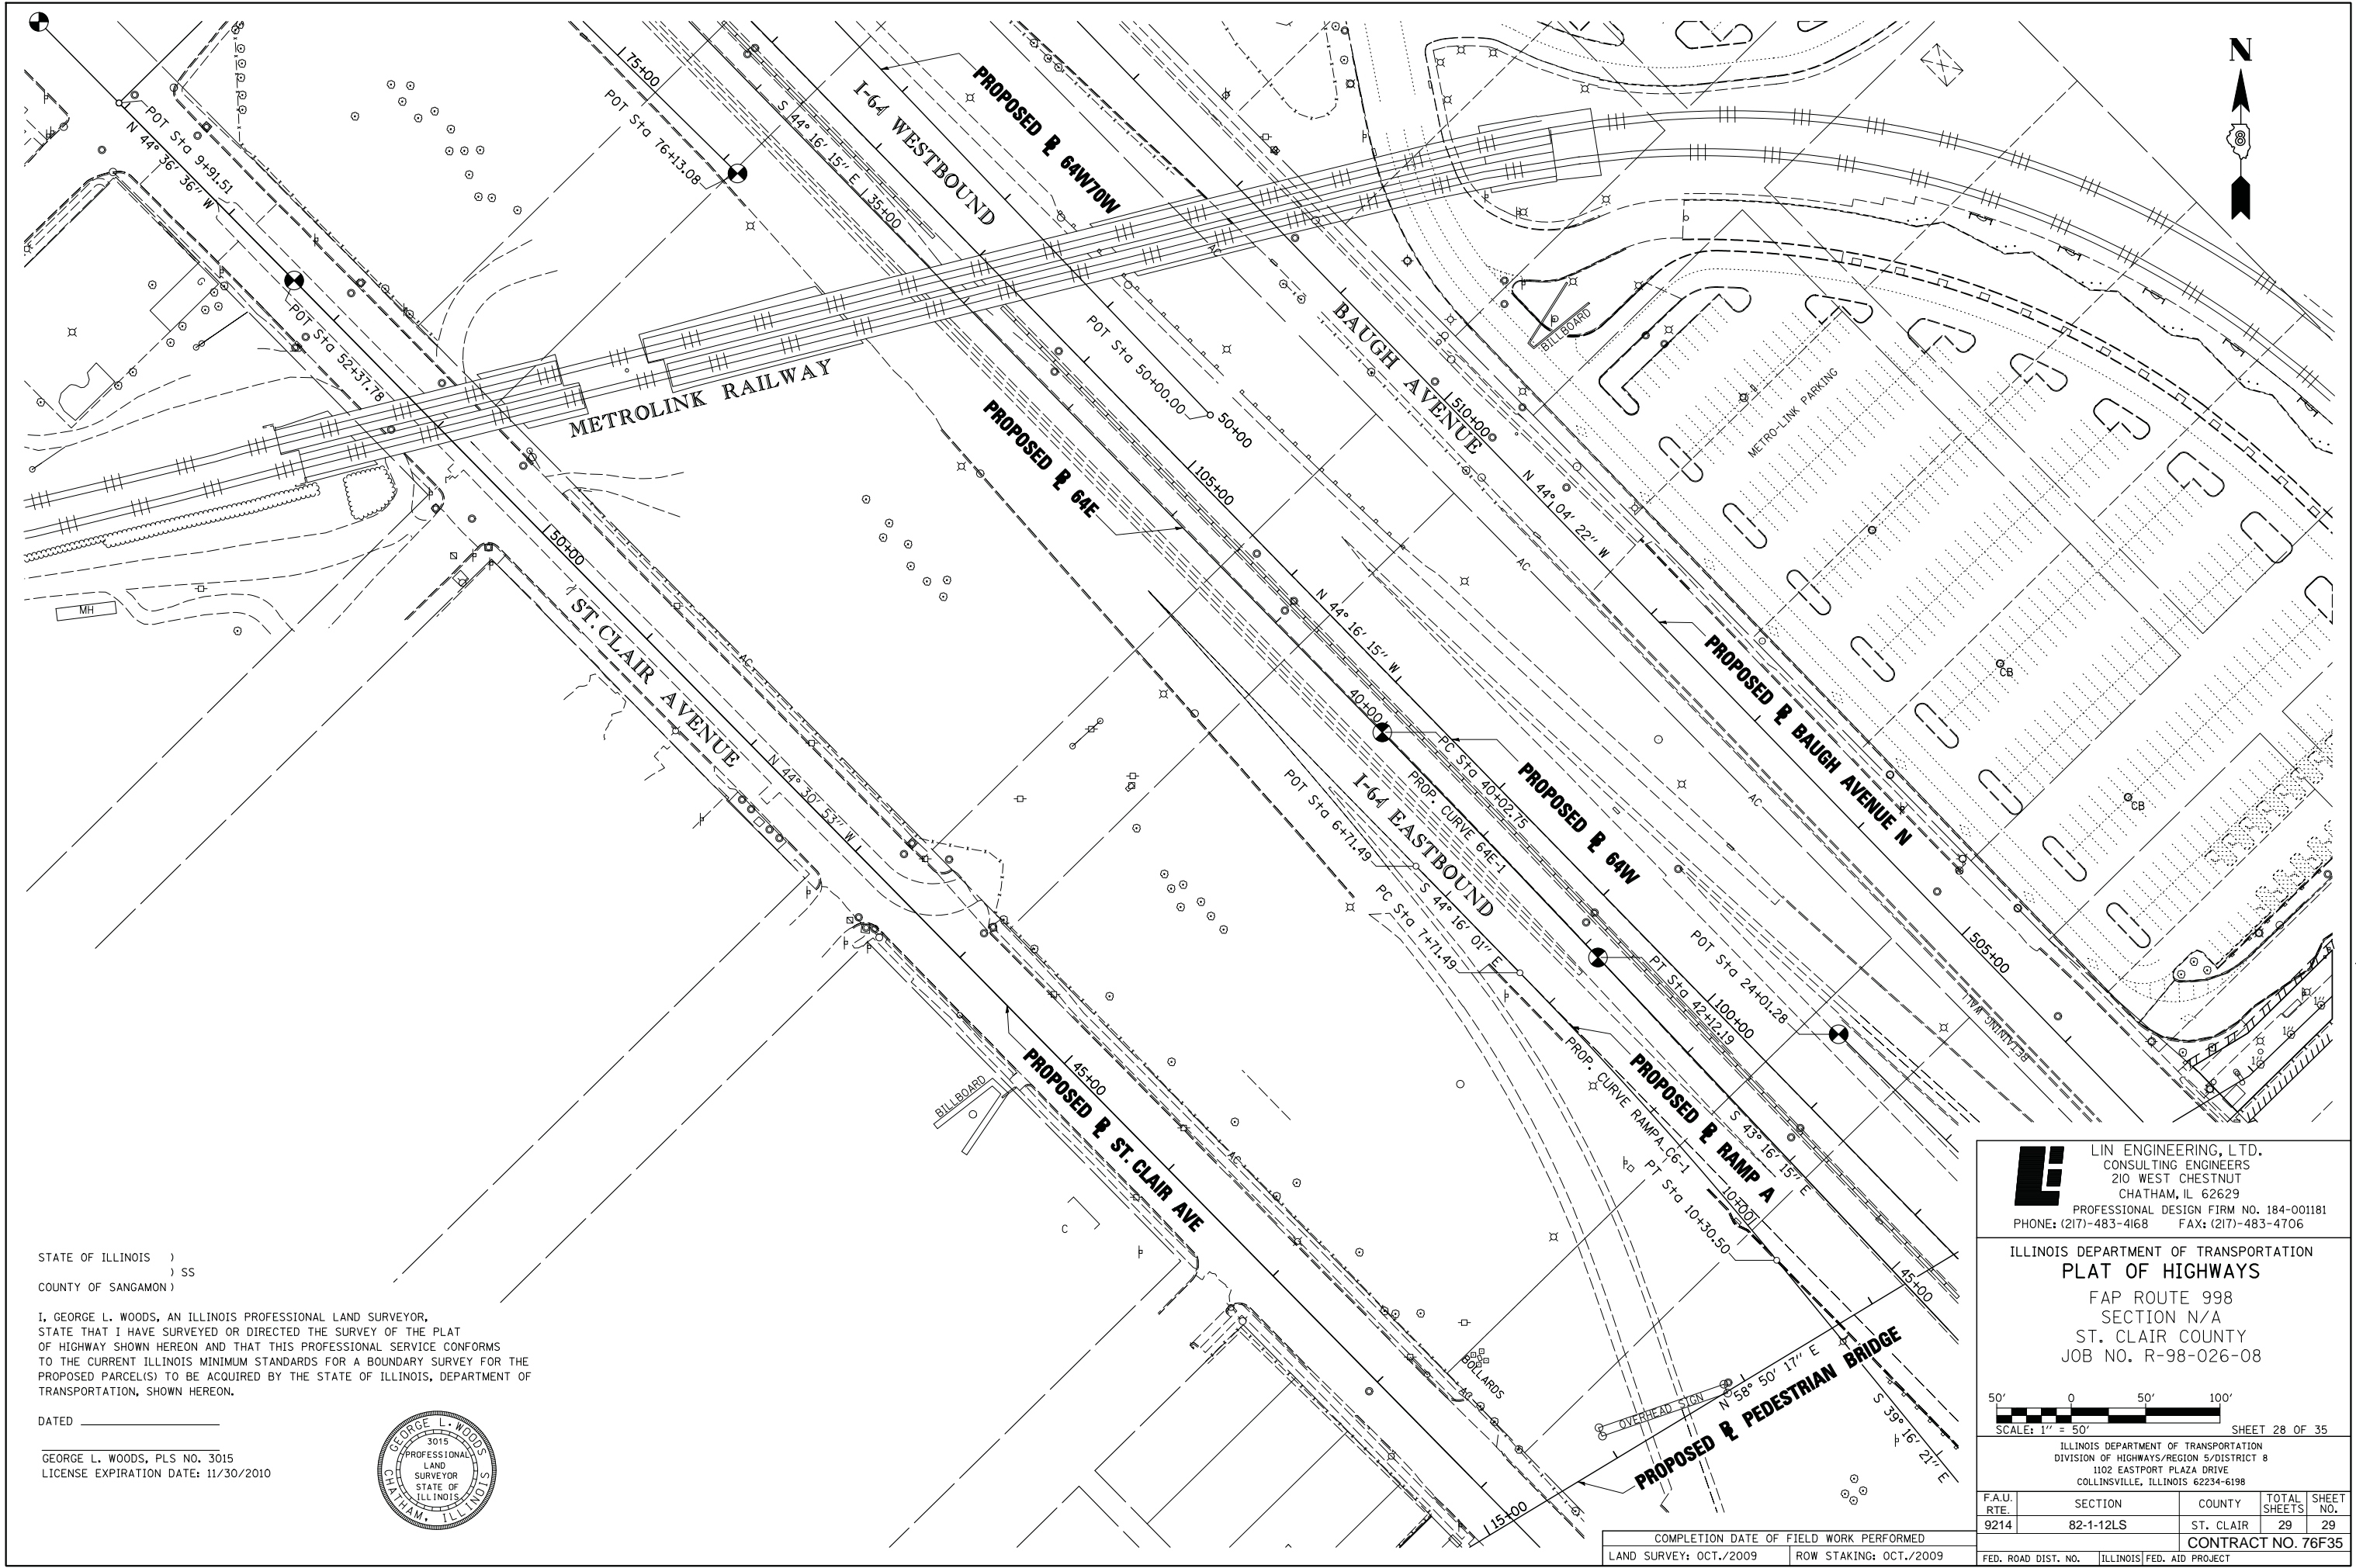 N
8
75+00
POT Sta 76+13.08
S 44° 16' 15" E
35+00
I-64 WESTBOUND
PROPOSED BL 64W70W
POT Sta 9+91.51
N 44° 36' 36" W
POT Sta 52+37.78
G
METROLINK RAILWAY
POT Sta 50+00.00
50+00
BAUGH AVENUE
510+00
BILLBOARD
METRO-LINK PARKING
AC
PROPOSED BL 64E
105+00
N 44° 04' 22" W
50+00
MH
ST. CLAIR AVENUE
AC
AC
N 44° 16' 15" W
PROPOSED BL BAUGH AVENUE N
CB
CB
40+00
PC Sta 40+02.75
PROP. CURVE 64E-1
I-64 EASTBOUND
PROPOSED BL 64W
AC
N 44° 30' 53" W
POT Sta 6+71.49
S 44° 16' 01" E
PC Sta 7+71.49
POT Sta 24+01.28
505+00
RETAINING WALL
PT Sta 42+12.19
100+00
1"
1"
1"
PROPOSED BL ST. CLAIR AVE
45+00
BILLBOARD
AC
C
PROP. CURVE RAMPA_C6-1
PROPOSED BL RAMP A
S 43° 16' 15" E
10+00
PT Sta 10+30.50
45+00
BOLLARDS
AC
OVERHEAD SIGN
N 58° 50' 17" E
PROPOSED BL PEDESTRIAN BRIDGE
S 39° 16' 21" E
15+00
STATE OF ILLINOIS )
) SS
COUNTY OF SANGAMON )
I, GEORGE L. WOODS, AN ILLINOIS PROFESSIONAL LAND SURVEYOR,
STATE THAT I HAVE SURVEYED OR DIRECTED THE SURVEY OF THE PLAT
OF HIGHWAY SHOWN HEREON AND THAT THIS PROFESSIONAL SERVICE CONFORMS
TO THE CURRENT ILLINOIS MINIMUM STANDARDS FOR A BOUNDARY SURVEY FOR THE
PROPOSED PARCEL(S) TO BE ACQUIRED BY THE STATE OF ILLINOIS, DEPARTMENT OF
TRANSPORTATION, SHOWN HEREON.
DATED
GEORGE L. WOODS, PLS NO. 3015
LICENSE EXPIRATION DATE: 11/30/2010
GEORGE L. WOODS
3015
PROFESSIONAL
LAND
SURVEYOR
STATE OF
ILLINOIS
CHATHAM, ILLINOIS
COMPLETION DATE OF FIELD WORK PERFORMED
LAND SURVEY: OCT./2009 ROW STAKING: OCT./2009
LIN ENGINEERING, LTD.
CONSULTING ENGINEERS
210 WEST CHESTNUT
CHATHAM, IL 62629
PROFESSIONAL DESIGN FIRM NO. 184-001181
PHONE: (217)-483-4168 FAX: (217)-483-4706
ILLINOIS DEPARTMENT OF TRANSPORTATION
PLAT OF HIGHWAYS
FAP ROUTE 998
SECTION N/A
ST. CLAIR COUNTY
JOB NO. R-98-026-08
50' 0 50' 100'
SCALE: 1" = 50' SHEET 28 OF 35
ILLINOIS DEPARTMENT OF TRANSPORTATION
DIVISION OF HIGHWAYS/REGION 5/DISTRICT 8
1102 EASTPORT PLAZA DRIVE
COLLINSVILLE, ILLINOIS 62234-6198
F.A.U. RTE. SECTION COUNTY TOTAL SHEETS SHEET NO.
9214 82-1-12LS ST. CLAIR 29 29
CONTRACT NO. 76F35
FED. ROAD DIST. NO. ILLINOIS FED. AID PROJECT